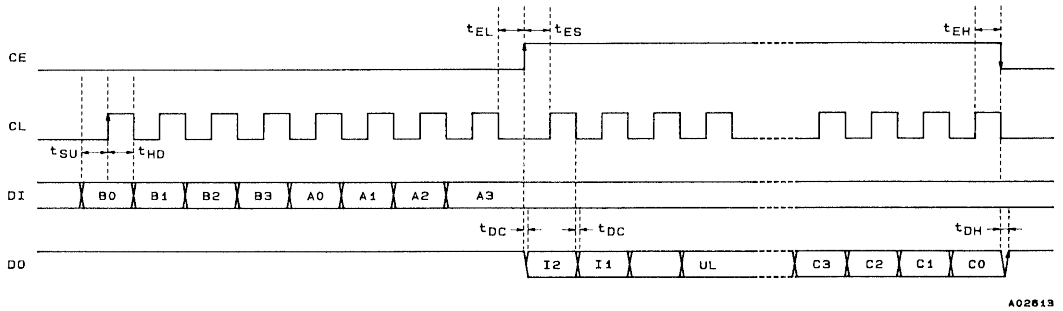 tEL tES tEH
CE
CL
tSU tHD
DI B0 B1 B2 B3 A0 A1 A2 A3
tDC tDC tDH
DO I2 I1 UL C3 C2 C1 C0
A02613